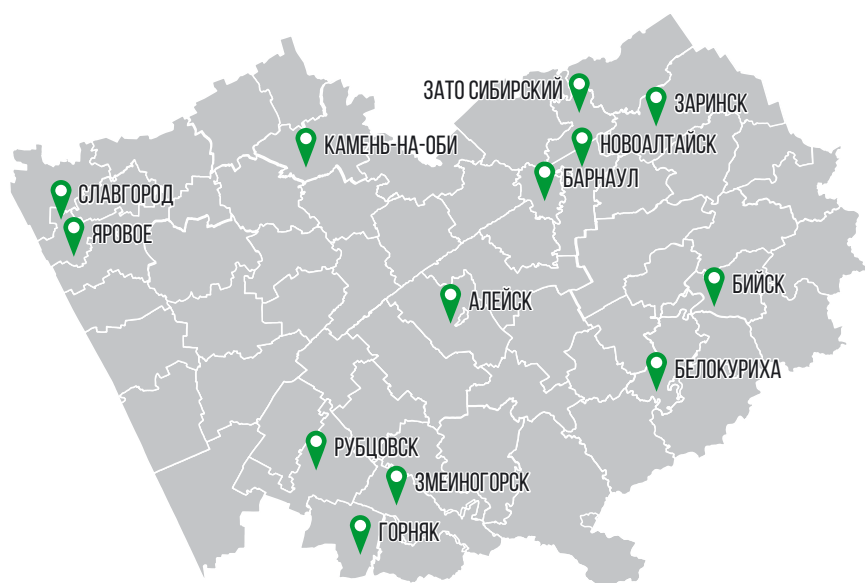 ЗАТО СИБИРСКИЙ
ЗАРИНСК
КАМЕНЬ-НА-ОБИ
НОВОАЛТАЙСК
БАРНАУЛ
СЛАВГОРОД
ЯРОВОЕ
БИЙСК
АЛЕЙСК
БЕЛОКУРИХА
РУБЦОВСК
ЗМЕИНОГОРСК
ГОРНЯК